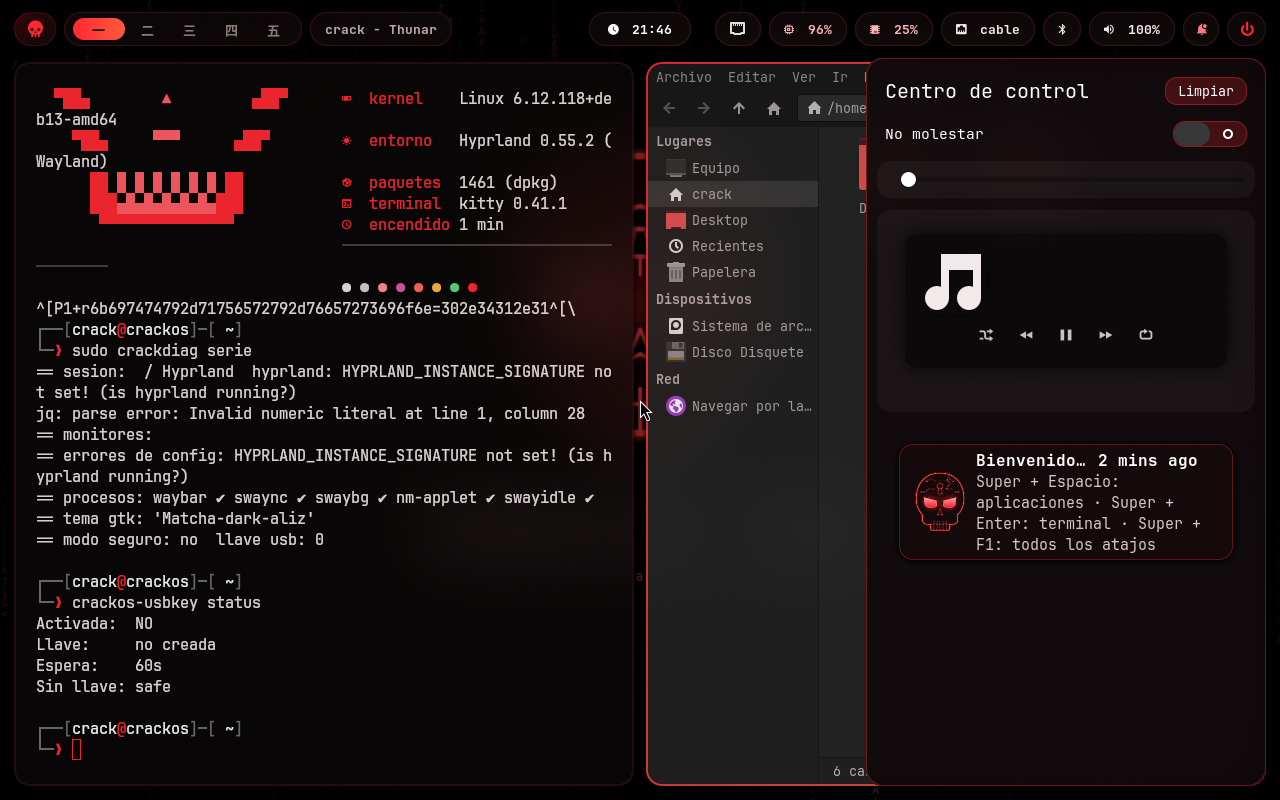 一 二 三 四 五
crack - Thunar
21:46
96%
25%
cable
100%
kernel Linux 6.12.118+de
b13-amd64
entorno Hyprland 0.55.2 (
Wayland)
paquetes 1461 (dpkg)
terminal kitty 0.41.1
encendido 1 min
^[P1+r6b697474792d71756572792d76657273696f6e=302e34312e31^[\
┌──[crack@crackos]─[ ~]
└─❱ sudo crackdiag serie
== sesion:  / Hyprland  hyprland: HYPRLAND_INSTANCE_SIGNATURE no
t set! (is hyprland running?)
jq: parse error: Invalid numeric literal at line 1, column 28
== monitores:
== errores de config: HYPRLAND_INSTANCE_SIGNATURE not set! (is h
yprland running?)
== procesos: waybar ✔ swaync ✔ swaybg ✔ nm-applet ✔ swayidle ✔
== tema gtk: 'Matcha-dark-aliz'
== modo seguro: no  llave usb: 0
┌──[crack@crackos]─[ ~]
└─❱ crackos-usbkey status
Activada:  NO
Llave:     no creada
Espera:    60s
Sin llave: safe
┌──[crack@crackos]─[ ~]
└─❱
Archivo Editar Ver Ir
/home
Lugares
Equipo
crack
Desktop
Recientes
Papelera
Dispositivos
Sistema de arc…
Disco Disquete
Red
Navegar por la…
D
6 ca
Centro de control
Limpiar
No molestar
Bienvenido… 2 mins ago
Super + Espacio:
aplicaciones · Super +
Enter: terminal · Super +
F1: todos los atajos